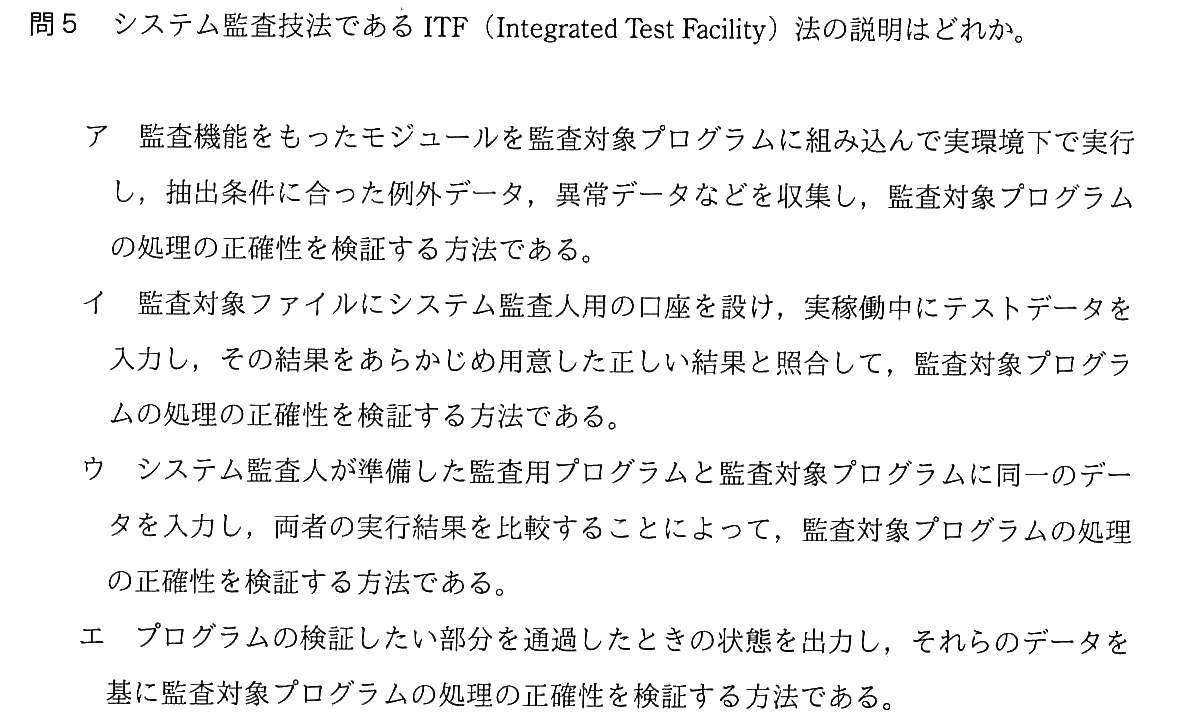 問5 システム監査技法である ITF（Integrated Test Facility）法の説明はどれか。
ア 監査機能をもったモジュールを監査対象プログラムに組み込んで実環境下で実行
し，抽出条件に合った例外データ，異常データなどを収集し，監査対象プログラム
の処理の正確性を検証する方法である。
イ 監査対象ファイルにシステム監査人用の口座を設け，実稼働中にテストデータを
入力し，その結果をあらかじめ用意した正しい結果と照合して，監査対象プログラ
ムの処理の正確性を検証する方法である。
ウ システム監査人が準備した監査用プログラムと監査対象プログラムに同一のデー
タを入力し，両者の実行結果を比較することによって，監査対象プログラムの処理
の正確性を検証する方法である。
エ プログラムの検証したい部分を通過したときの状態を出力し，それらのデータを
基に監査対象プログラムの処理の正確性を検証する方法である。